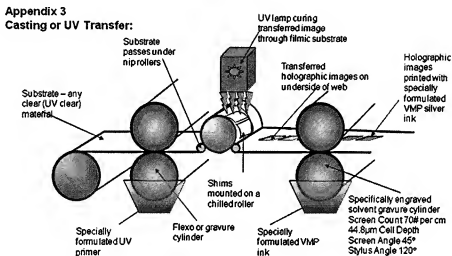 Appendix 3
Casting or UV Transfer:
UV lamp curing
transferred image
through filmic substrate
Substrate
passes under
nip rollers
Holographic
images
printed with
specially
formulated
VMP silver
ink
Transferred
holographic images on
underside of web
Substrate – any
clear (UV clear)
material
Shims
mounted on a
chilled roller
Specially
formulated UV
primer
Flexo or gravure
cylinder
Specially
formulated VMP
ink
Specifically engraved
solvent gravure cylinder
Screen Count 70# per cm
44.8µm Cell Depth
Screen Angle 45°
Stylus Angle 120°